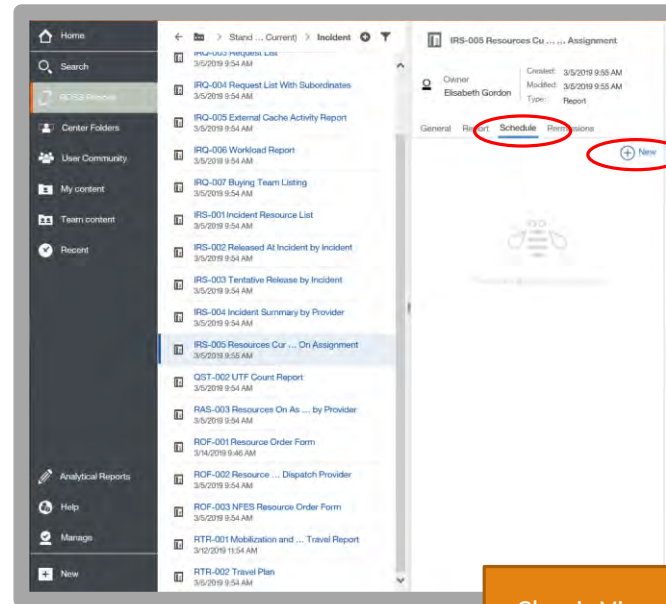 Home
Search
Center Folders
User Community
My content
Team content
Recent
Analytical Reports
Help
Manage
New
Stand ... Current) > Incident
IRQ-003 Request List
3/5/2019 9:54 AM
IRQ-004 Request List With Subordinates
3/5/2019 9:54 AM
IRQ-005 External Cache Activity Report
3/5/2019 9:54 AM
IRQ-006 Workload Report
3/5/2019 9:54 AM
IRQ-007 Buying Team Listing
3/5/2019 9:54 AM
IRS-001 Incident Resource List
3/5/2019 9:54 AM
IRS-002 Released At Incident by Incident
3/5/2019 9:54 AM
IRS-003 Tentative Release by Incident
3/5/2019 9:54 AM
IRS-004 Incident Summary by Provider
3/5/2019 9:54 AM
IRS-005 Resources Cur ... On Assignment
3/5/2019 9:55 AM
QST-002 UTF Count Report
3/5/2019 9:54 AM
RAS-003 Resources On As ... by Provider
3/5/2019 9:54 AM
ROF-001 Resource Order Form
3/14/2019 9:46 AM
ROF-002 Resource ... Dispatch Provider
3/5/2019 9:54 AM
ROF-003 NFES Resource Order Form
3/5/2019 9:54 AM
RTR-001 Mobilization and ... Travel Report
3/12/2019 11:54 AM
RTR-002 Travel Plan
3/5/2019 9:54 AM
IRS-005 Resources Cu ... ... Assignment
Owner
Elisabeth Gordon
Created: 3/5/2019 9:55 AM
Modified: 3/5/2019 9:55 AM
Type: Report
General Report Schedule Permissions
New